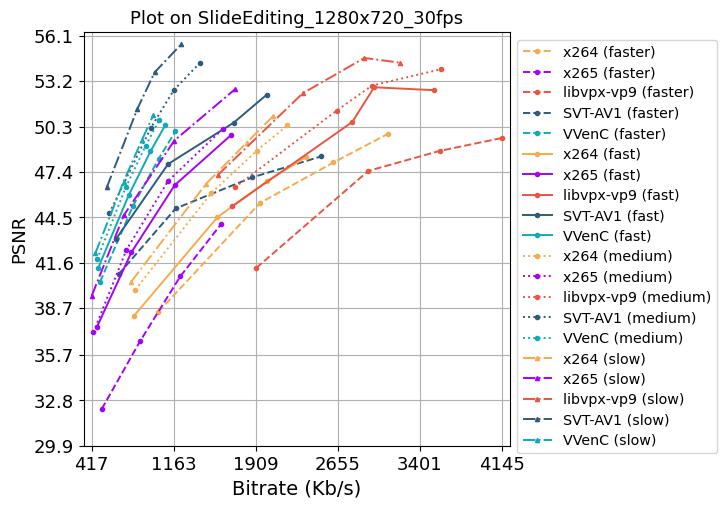 Plot on SlideEditing_1280x720_30fps
56.1
53.2
50.3
47.4
44.5
41.6
38.7
35.7
32.8
29.9
PSNR
417 1163 1909 2655 3401 4145
Bitrate (Kb/s)
x264 (faster)
x265 (faster)
libvpx-vp9 (faster)
SVT-AV1 (faster)
VVenC (faster)
x264 (fast)
x265 (fast)
libvpx-vp9 (fast)
SVT-AV1 (fast)
VVenC (fast)
x264 (medium)
x265 (medium)
libvpx-vp9 (medium)
SVT-AV1 (medium)
VVenC (medium)
x264 (slow)
x265 (slow)
libvpx-vp9 (slow)
SVT-AV1 (slow)
VVenC (slow)